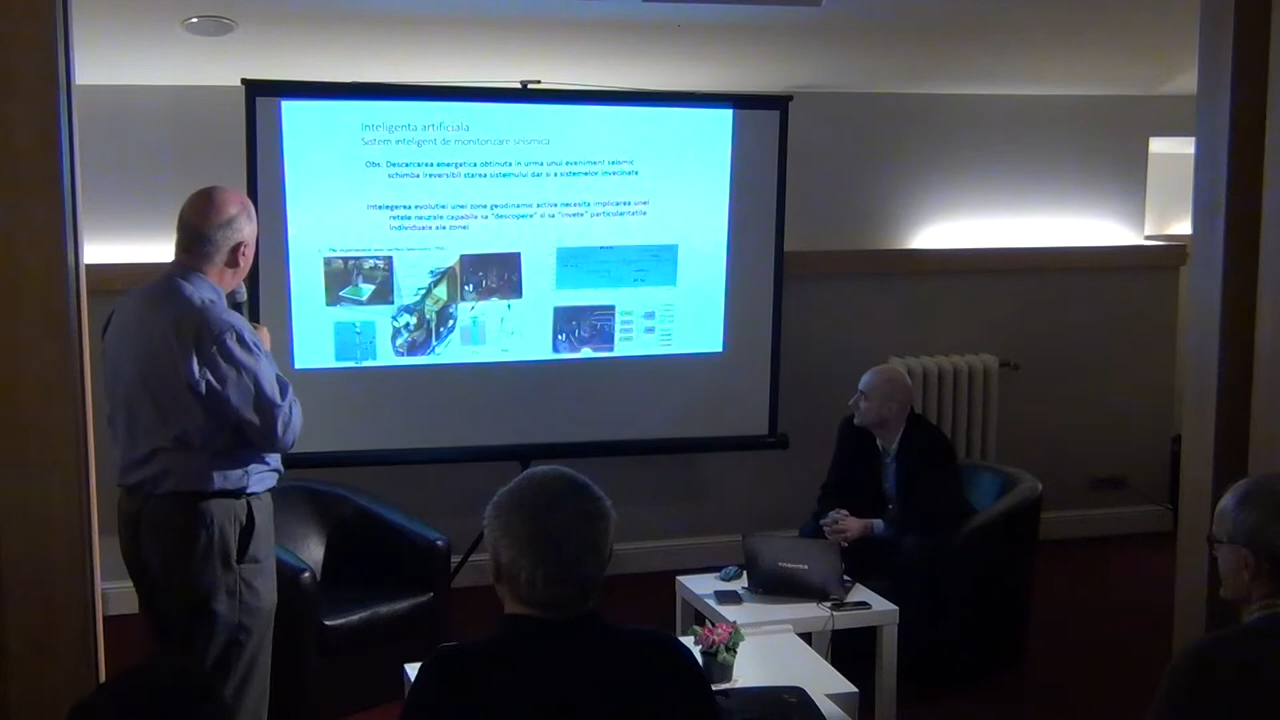 Inteligenta artificiala
Sistem inteligent de monitorizare seismica
Obs: Descarcarea energetica obtinuta in urma unui eveniment seismic
schimba ireversibil starea sistemului dar si a sistemelor invecinate
Intelegerea evolutiei unei zone geodinamic active necesita implicarea unei
retele neurale capabile sa "descopere" si sa "invete" particularitatile
individuale ale zonei
TOSHIBA